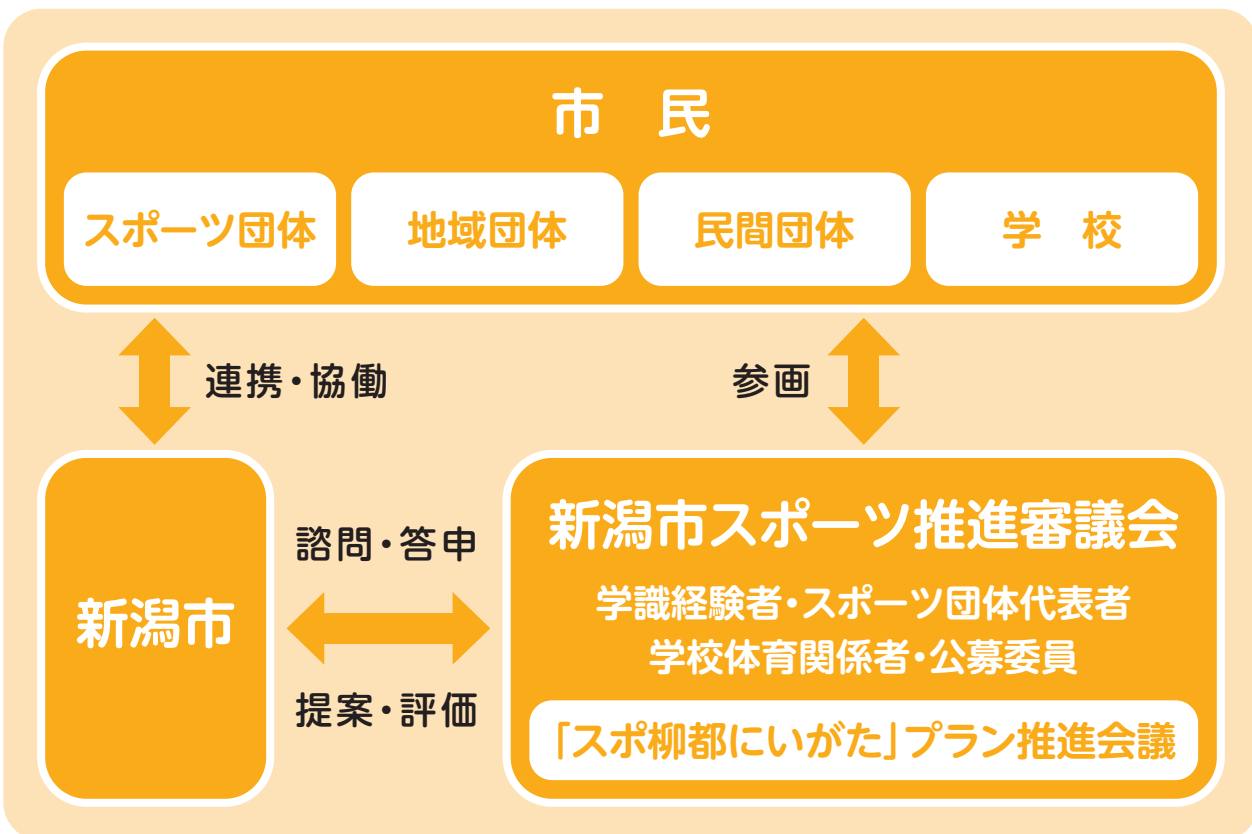 市　民
スポーツ団体
地域団体
民間団体
学　校
連携・協働
参画
新潟市
諮問・答申
提案・評価
新潟市スポーツ推進審議会
学識経験者・スポーツ団体代表者
学校体育関係者・公募委員
「スポ柳都にいがた」プラン推進会議